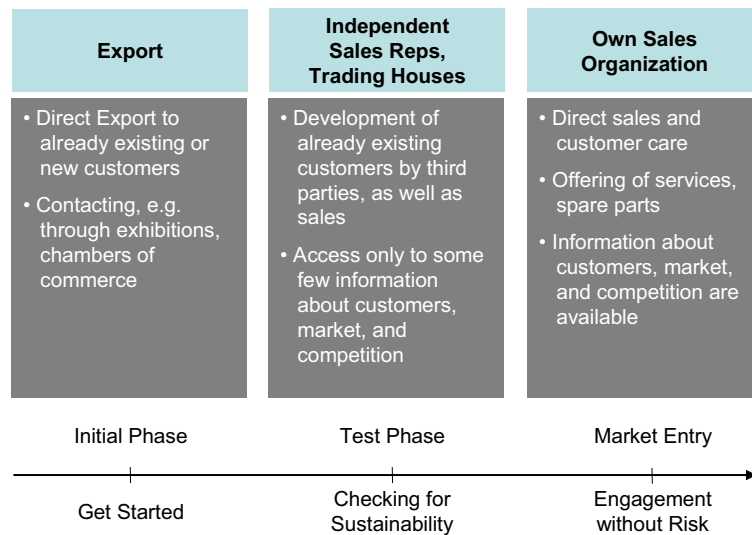 Export
• Direct Export to
already existing or
new customers
• Contacting, e.g.
through exhibitions,
chambers of
commerce
Independent
Sales Reps,
Trading Houses
• Development of
already existing
customers by third
parties, as well as
sales
• Access only to some
few information
about customers,
market, and
competition
Own Sales
Organization
• Direct sales and
customer care
• Offering of services,
spare parts
• Information about
customers, market,
and competition are
available
Initial Phase
Test Phase
Market Entry
Get Started
Checking for
Sustainability
Engagement
without Risk